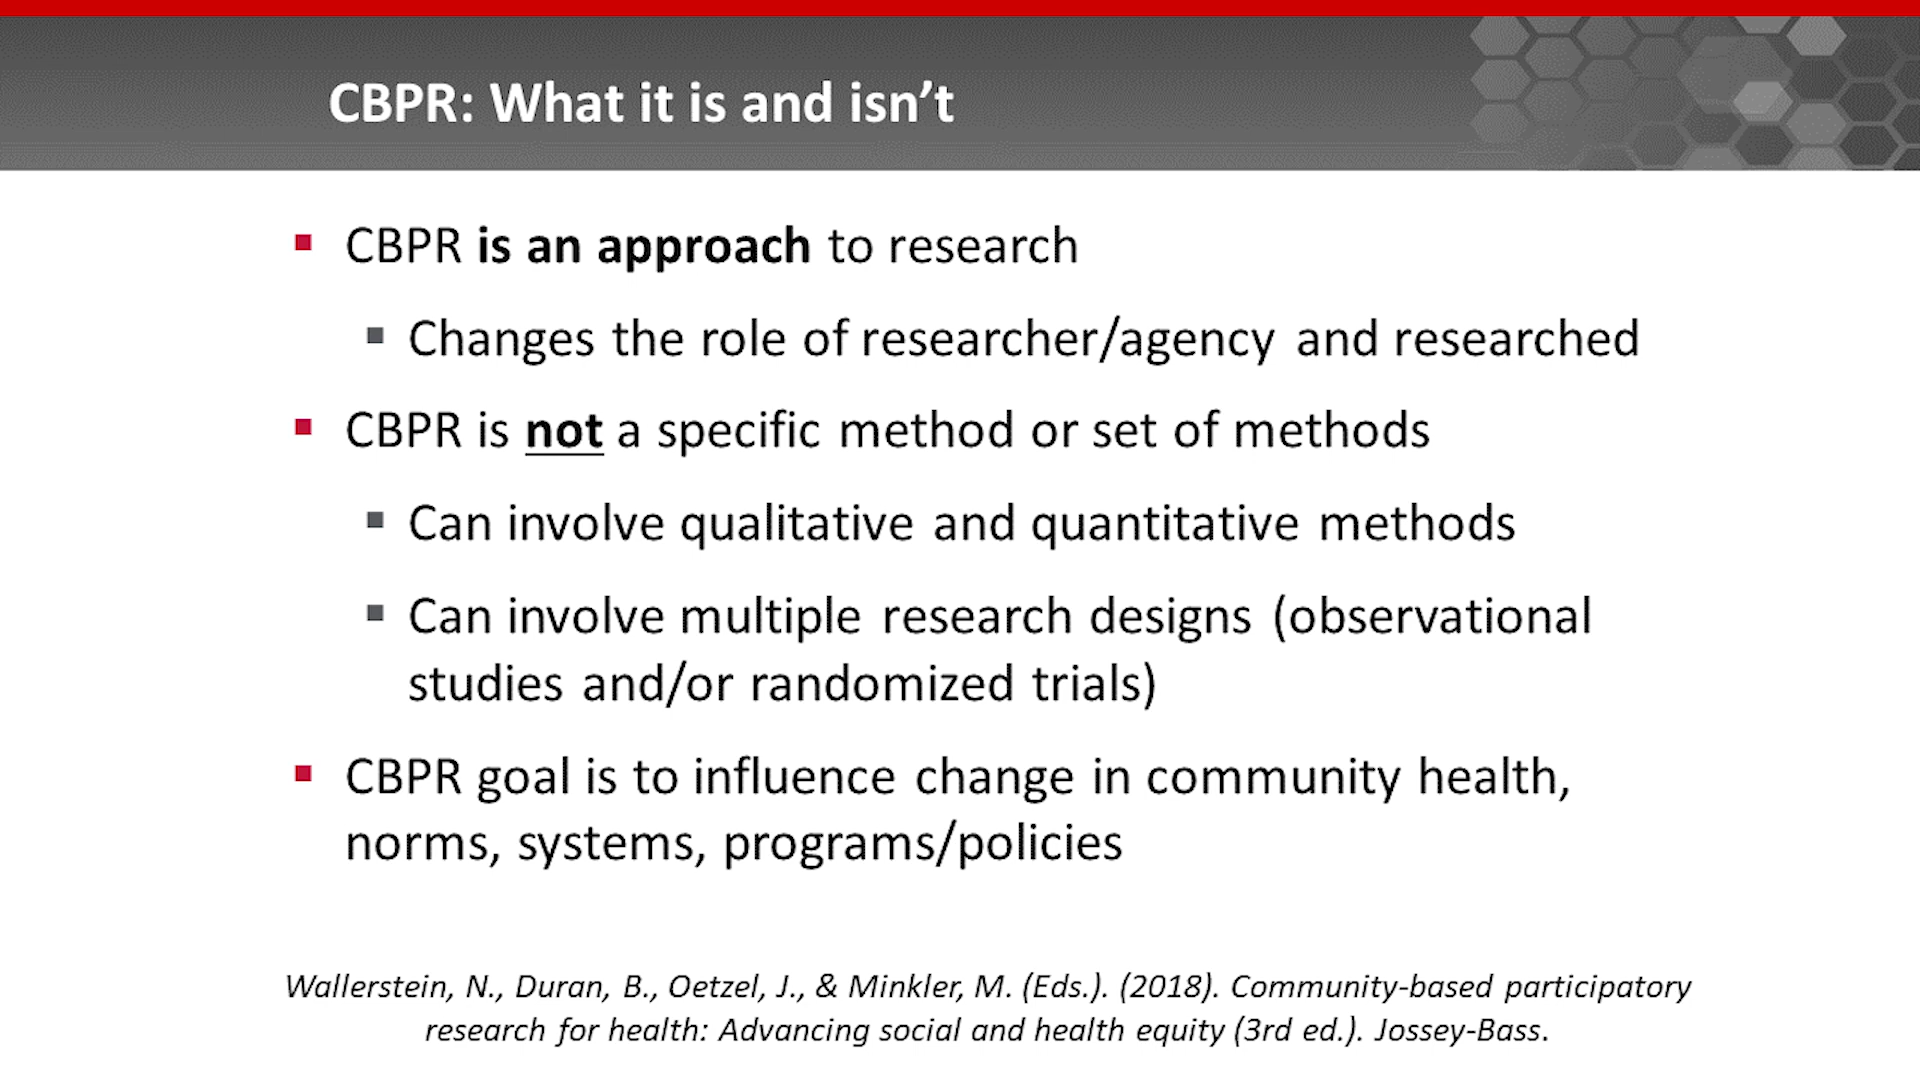 CBPR: What it is and isn’t
▪ CBPR is an approach to research
▪ Changes the role of researcher/agency and researched
▪ CBPR is not a specific method or set of methods
▪ Can involve qualitative and quantitative methods
▪ Can involve multiple research designs (observational
studies and/or randomized trials)
▪ CBPR goal is to influence change in community health,
norms, systems, programs/policies
Wallerstein, N., Duran, B., Oetzel, J., & Minkler, M. (Eds.). (2018). Community-based participatory
research for health: Advancing social and health equity (3rd ed.). Jossey-Bass.